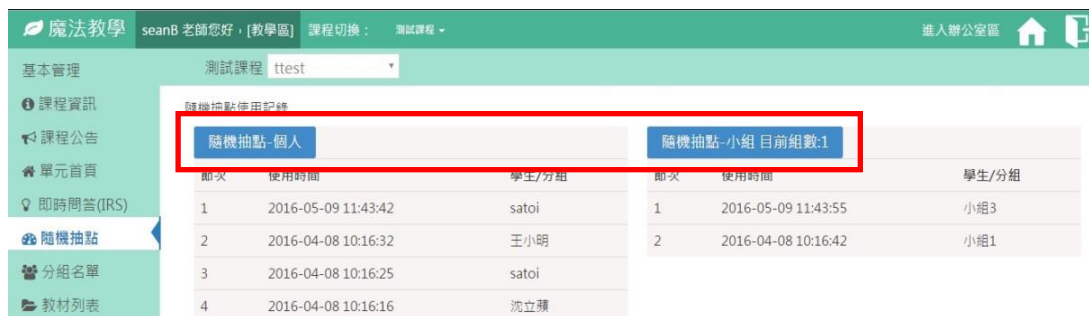 魔法教學 seanB 老師您好，[教學區] 課程切換： 測試課程 進入辦公室區
基本管理 測試課程 ttest
課程資訊 隨機抽點使用記錄
課程公告 隨機抽點-個人 隨機抽點-小組 目前組數:1
單元首頁 節次 使用時間 學生/分組 節次 使用時間 學生/分組
即時問答(IRS) 1 2016-05-09 11:43:42 satoi 1 2016-05-09 11:43:55 小組3
隨機抽點 2 2016-04-08 10:16:32 王小明 2 2016-04-08 10:16:42 小組1
分組名單 3 2016-04-08 10:16:25 satoi
教材列表 4 2016-04-08 10:16:16 沈立蘋